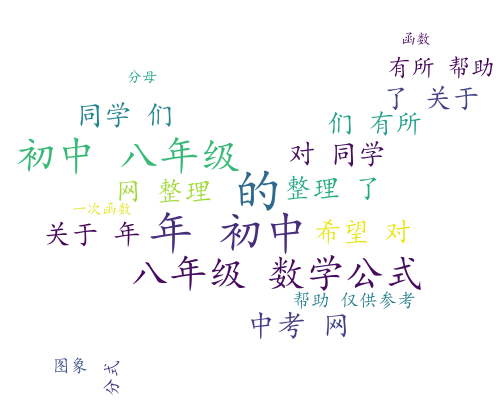 函数
有所 帮助
分母
了 关于
同学 们
们 有所
初中 八年级
对 同学
网 整理
的
整理 了
一次函数
关于 年
年 初中
希望 对
八年级 数学公式
帮助 仅供参考
中考 网
图象
分式